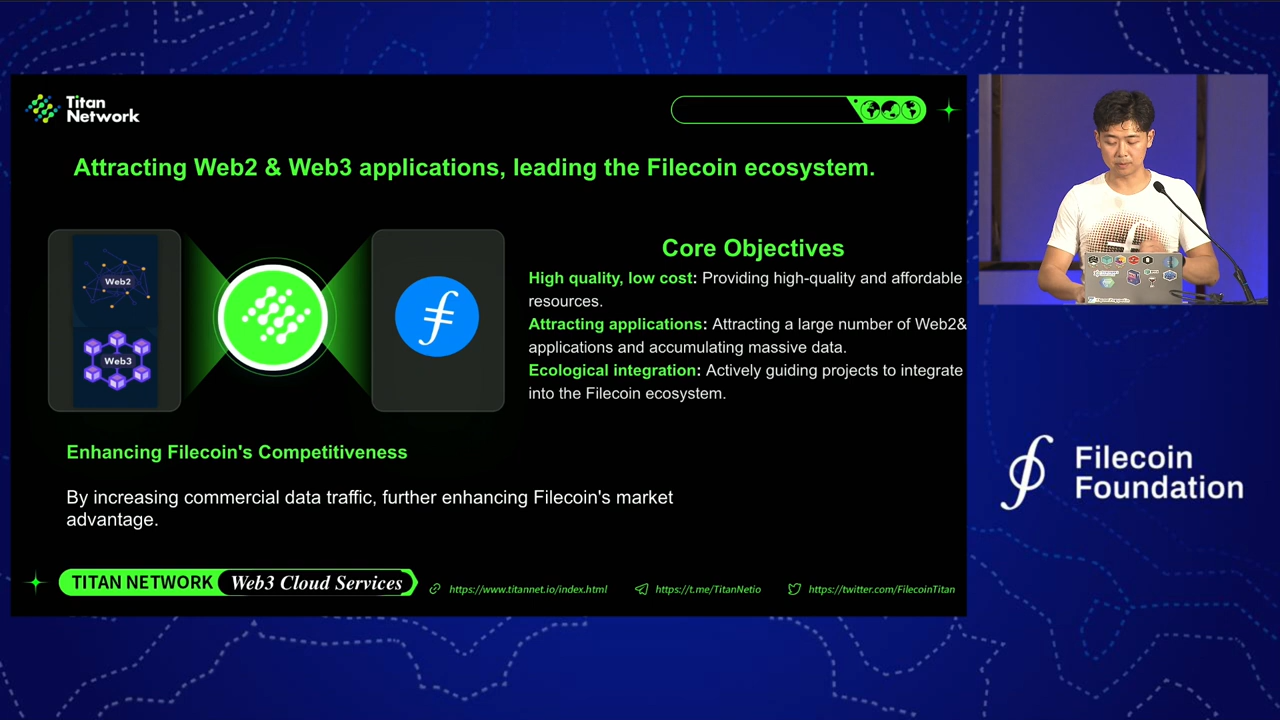 Titan
Network
Attracting Web2 & Web3 applications, leading the Filecoin ecosystem.
Web2
Web3
Core Objectives
High quality, low cost: Providing high-quality and affordable
resources.
Attracting applications: Attracting a large number of Web2&
applications and accumulating massive data.
Ecological integration: Actively guiding projects to integrate
into the Filecoin ecosystem.
Enhancing Filecoin's Competitiveness
By increasing commercial data traffic, further enhancing Filecoin's market
advantage.
TITAN NETWORK Web3 Cloud Services
https://www.titannet.io/index.html
https://t.me/TitanNetio
https://twitter.com/FilecoinTitan
Filecoin
Foundation